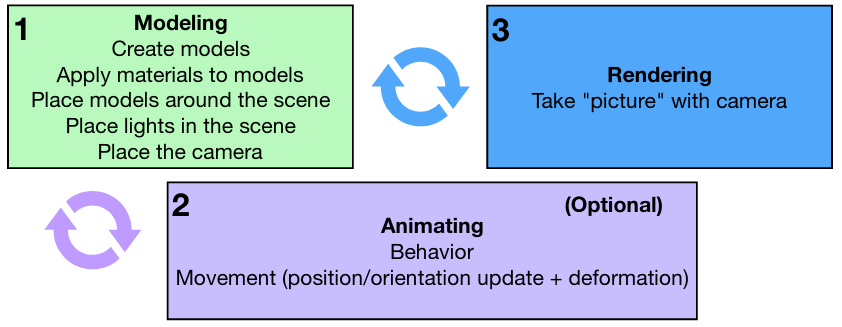 1
Modeling
Create models
Apply materials to models
Place models around the scene
Place lights in the scene
Place the camera
3
Rendering
Take "picture" with camera
2
(Optional)
Animating
Behavior
Movement (position/orientation update + deformation)